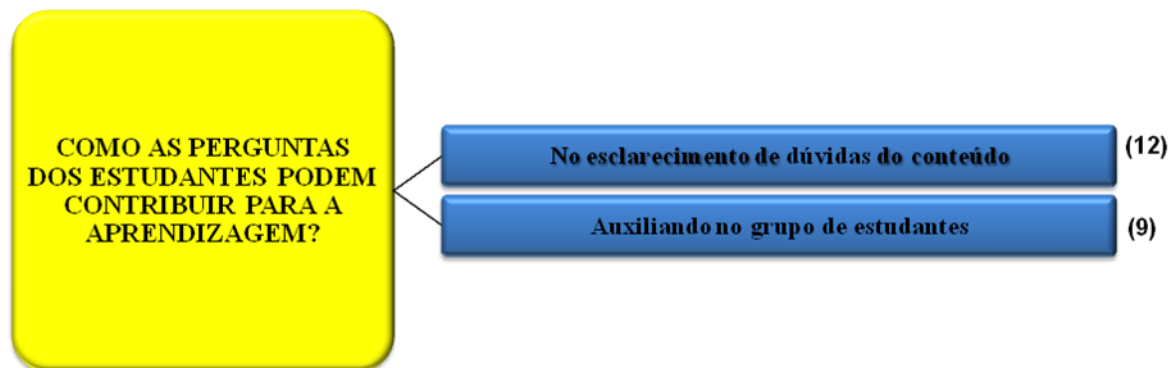 COMO AS PERGUNTAS
DOS ESTUDANTES PODEM
CONTRIBUIR PARA A
APRENDIZAGEM?
No esclarecimento de dúvidas do conteúdo
(12)
Auxiliando no grupo de estudantes
(9)